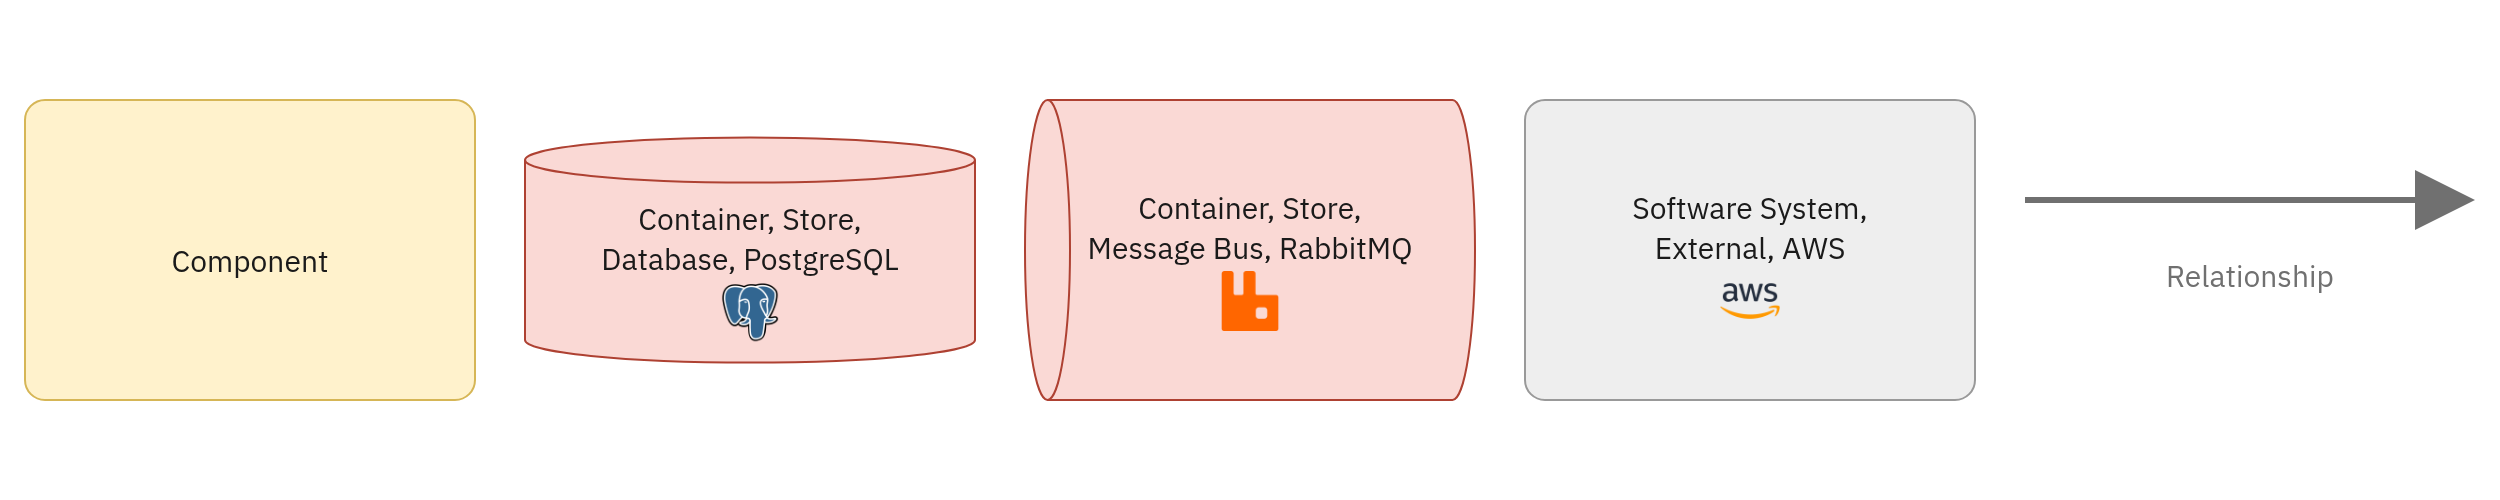 Component
Container, Store,
Database, PostgreSQL
Container, Store,
Message Bus, RabbitMQ
Software System,
External, AWS
aws
Relationship